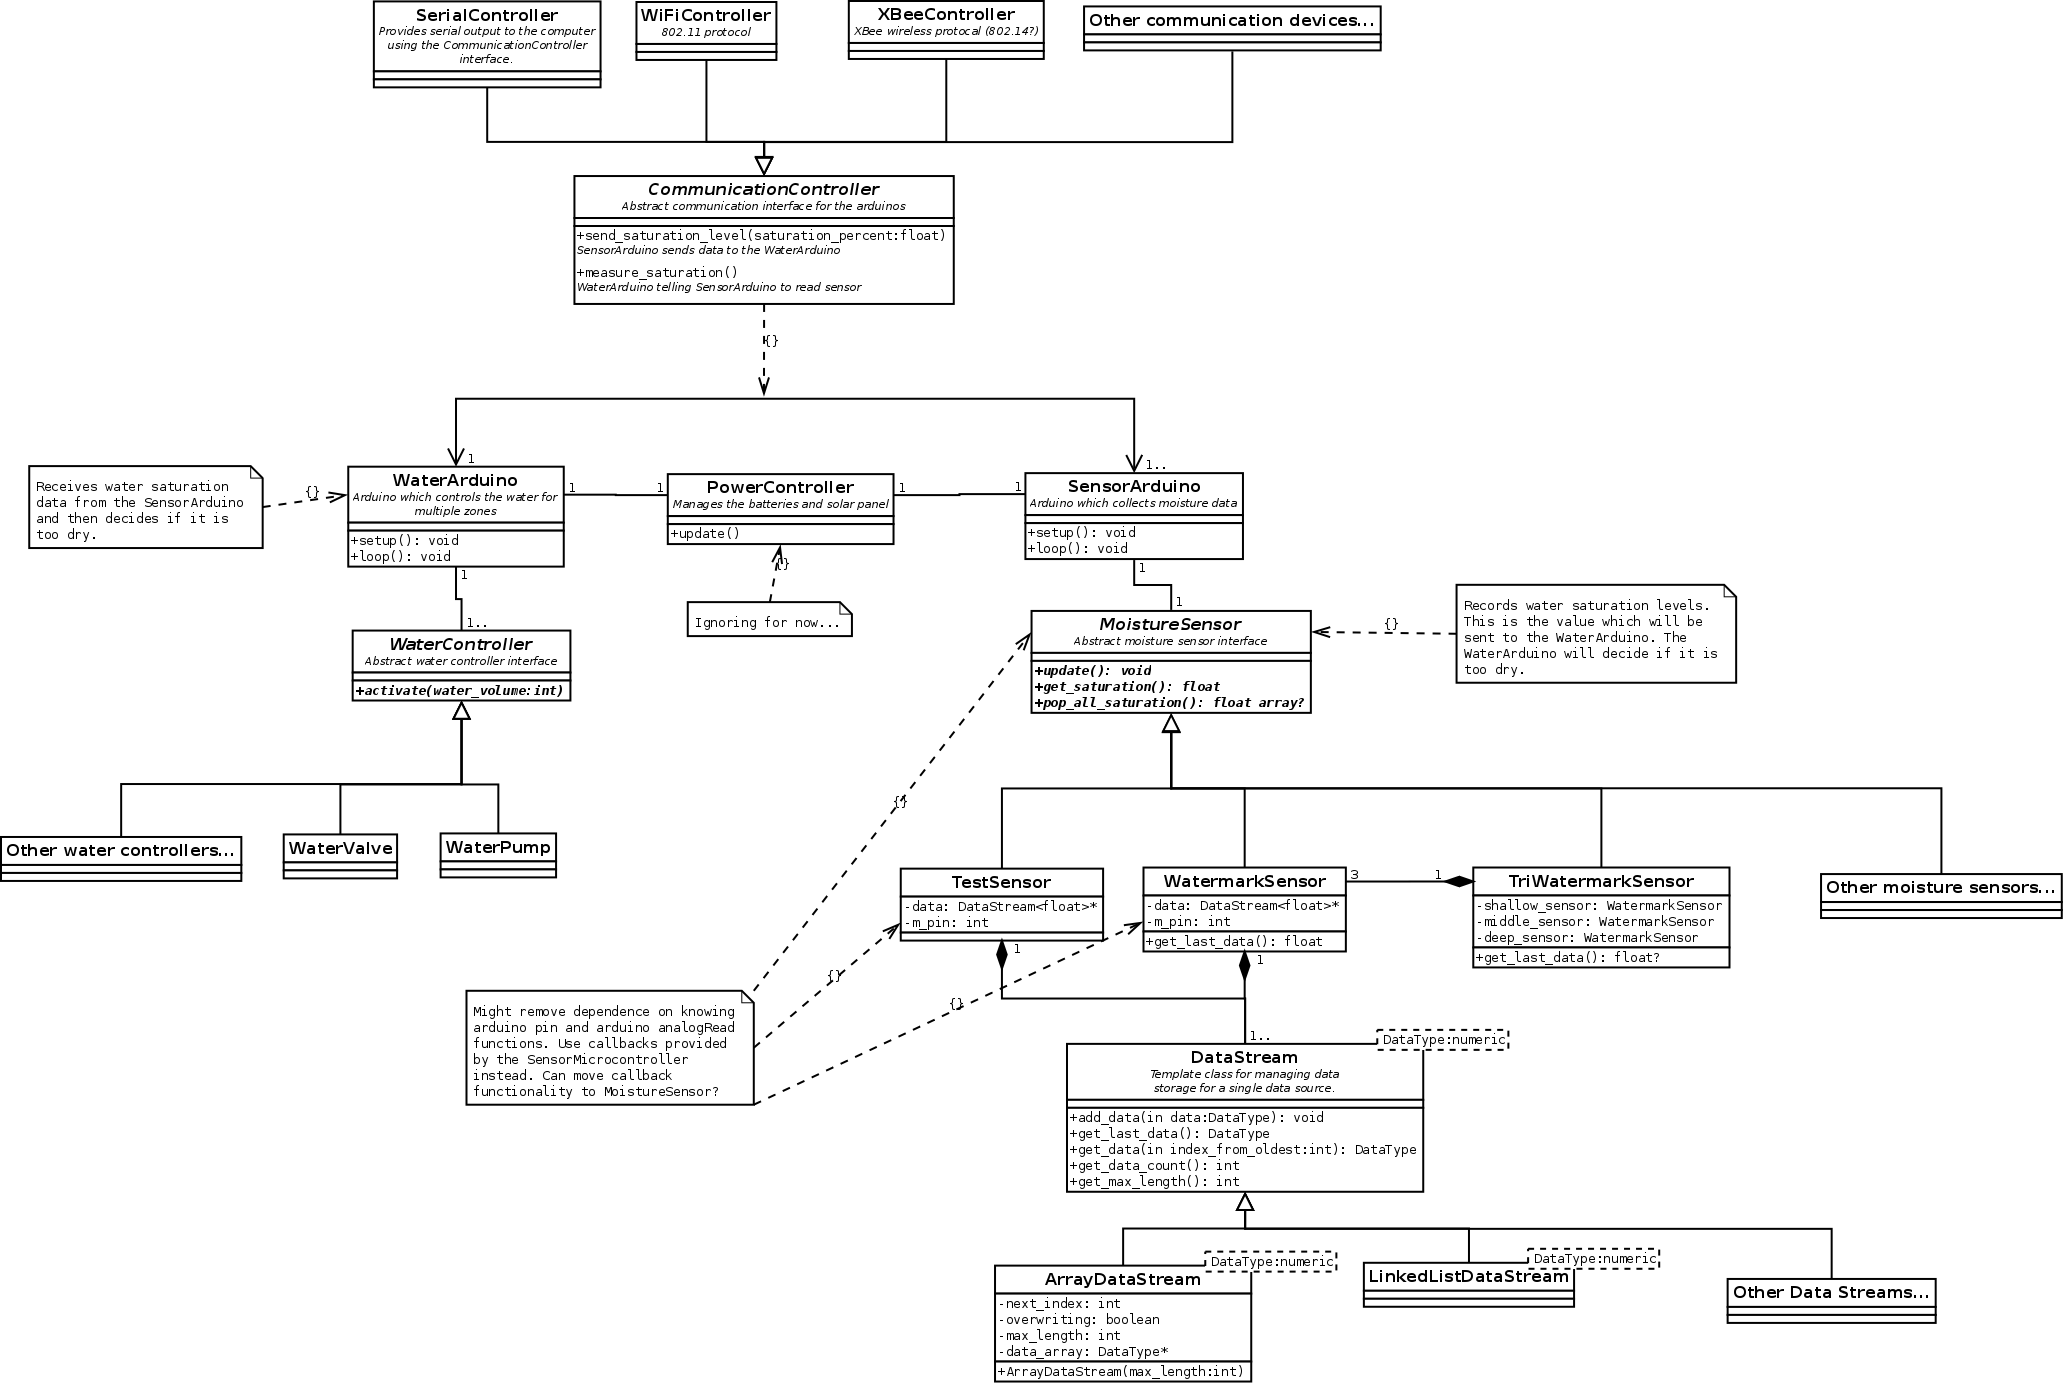 SerialController
Provides serial output to the computer
using the CommunicationController
interface.
WiFiController
802.11 protocol
XBeeController
XBee wireless protocal (802.14?)
Other communication devices...
CommunicationController
Abstract communication interface for the arduinos
+send_saturation_level(saturation_percent:float)
SensorArduino sends data to the WaterArduino
+measure_saturation()
WaterArduino telling SensorArduino to read sensor
{}
1
1..
Receives water saturation
data from the SensorArduino
and then decides if it is
too dry.
{}
WaterArduino
Arduino which controls the water for
multiple zones
+setup(): void
+loop(): void
1
1
PowerController
Manages the batteries and solar panel
+update()
1
1
SensorArduino
Arduino which collects moisture data
+setup(): void
+loop(): void
{}
Ignoring for now...
1
1..
WaterController
Abstract water controller interface
+activate(water_volume:int)
1
1
MoistureSensor
Abstract moisture sensor interface
+update(): void
+get_saturation(): float
+pop_all_saturation(): float array?
{}
Records water saturation levels.
This is the value which will be
sent to the WaterArduino. The
WaterArduino will decide if it is
too dry.
Other water controllers...
WaterValve
WaterPump
{}
TestSensor
-data: DataStream<float>*
-m_pin: int
1
WatermarkSensor
-data: DataStream<float>*
-m_pin: int
+get_last_data(): float
1
3
1
TriWatermarkSensor
-shallow_sensor: WatermarkSensor
-middle_sensor: WatermarkSensor
-deep_sensor: WatermarkSensor
+get_last_data(): float?
Other moisture sensors...
{}
{}
Might remove dependence on knowing
arduino pin and arduino analogRead
functions. Use callbacks provided
by the SensorMicrocontroller
instead. Can move callback
functionality to MoistureSensor?
1..
DataType:numeric
DataStream
Template class for managing data
storage for a single data source.
+add_data(in data:DataType): void
+get_last_data(): DataType
+get_data(in index_from_oldest:int): DataType
+get_data_count(): int
+get_max_length(): int
DataType:numeric
ArrayDataStream
-next_index: int
-overwriting: boolean
-max_length: int
-data_array: DataType*
+ArrayDataStream(max_length:int)
DataType:numeric
LinkedListDataStream
Other Data Streams...